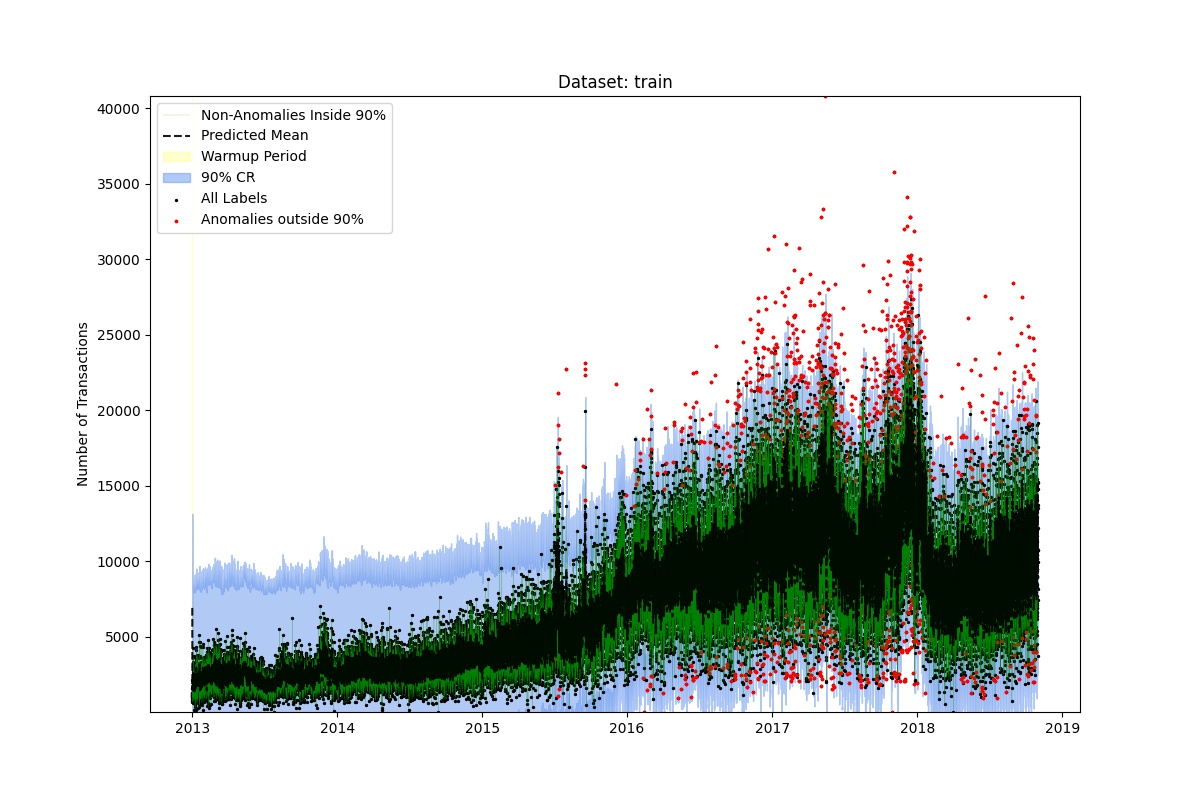 Dataset: train
Number of Transactions
40000
35000
30000
25000
20000
15000
10000
5000
Non-Anomalies Inside 90%
Predicted Mean
Warmup Period
90% CR
All Labels
Anomalies outside 90%
2013
2014
2015
2016
2017
2018
2019